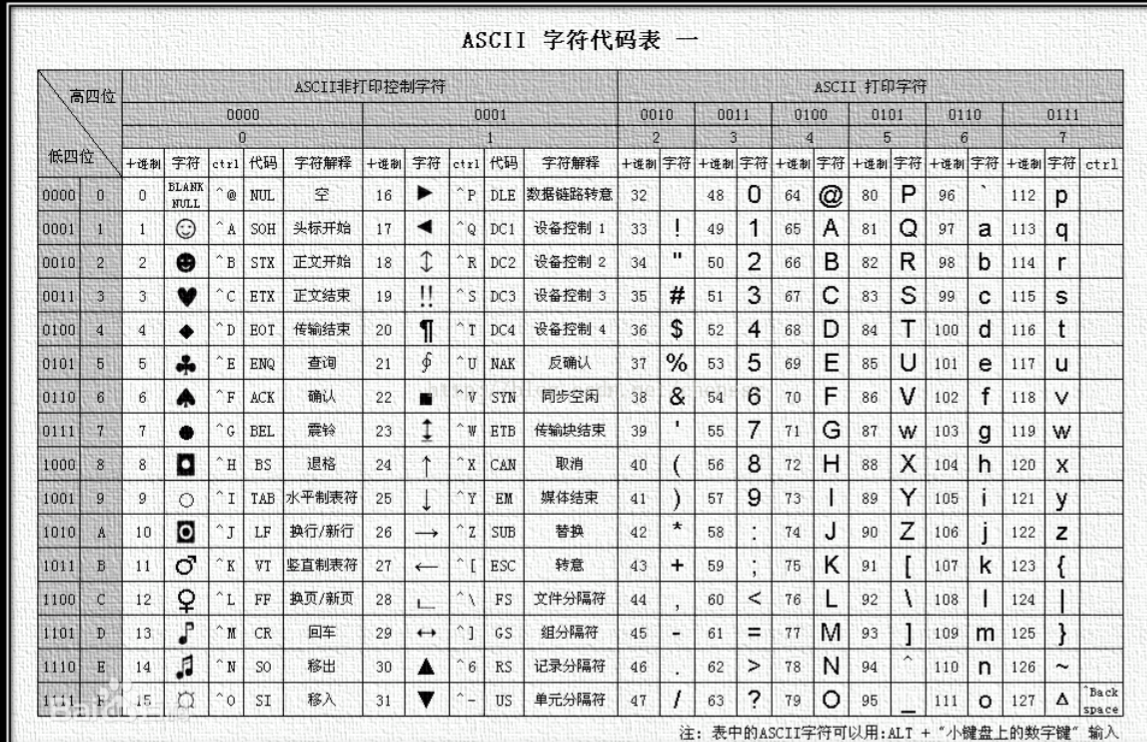 ASCII 字符代码表 一
高四位 ASCII非打印控制字符 ASCII 打印字符
0000 0001 0010 0011 0100 0101 0110 0111
0 1 2 3 4 5 6 7
低四位 十进制 字符 ctrl 代码 字符解释 十进制 字符 ctrl 代码 字符解释 十进制 字符 十进制 字符 十进制 字符 十进制 字符 十进制 字符 十进制 字符 ctrl
0000 0 0 BLANK NULL ^@ NUL 空 16 ► ^P DLE 数据链路转意 32 48 0 64 @ 80 P 96 ` 112 p
0001 1 1 ☺ ^A SOH 头标开始 17 ◄ ^Q DC1 设备控制 1 33 ! 49 1 65 A 81 Q 97 a 113 q
0010 2 2 ☻ ^B STX 正文开始 18 ↕ ^R DC2 设备控制 2 34 " 50 2 66 B 82 R 98 b 114 r
0011 3 3 ♥ ^C ETX 正文结束 19 ‼ ^S DC3 设备控制 3 35 # 51 3 67 C 83 S 99 c 115 s
0100 4 4 ♦ ^D EOT 传输结束 20 ¶ ^T DC4 设备控制 4 36 $ 52 4 68 D 84 T 100 d 116 t
0101 5 5 ♣ ^E ENQ 查询 21 ∮ ^U NAK 反确认 37 % 53 5 69 E 85 U 101 e 117 u
0110 6 6 ♠ ^F ACK 确认 22 ■ ^V SYN 同步空闲 38 & 54 6 70 F 86 V 102 f 118 v
0111 7 7 ● ^G BEL 震铃 23 ↨ ^W ETB 传输块结束 39 ' 55 7 71 G 87 w 103 g 119 w
1000 8 8 ◘ ^H BS 退格 24 ↑ ^X CAN 取消 40 ( 56 8 72 H 88 X 104 h 120 x
1001 9 9 ○ ^I TAB 水平制表符 25 ↓ ^Y EM 媒体结束 41 ) 57 9 73 I 89 Y 105 i 121 y
1010 A 10 ◙ ^J LF 换行/新行 26 → ^Z SUB 替换 42 * 58 : 74 J 90 Z 106 j 122 z
1011 B 11 ♂ ^K VT 竖直制表符 27 ← ^[ ESC 转意 43 + 59 ; 75 K 91 [ 107 k 123 {
1100 C 12 ♀ ^L FF 换页/新页 28 ∟ ^\ FS 文件分隔符 44 , 60 < 76 L 92 \ 108 l 124 |
1101 D 13 ♪ ^M CR 回车 29 ↔ ^] GS 组分隔符 45 - 61 = 77 M 93 ] 109 m 125 }
1110 E 14 ♫ ^N SO 移出 30 ▲ ^6 RS 记录分隔符 46 . 62 > 78 N 94 ^ 110 n 126 ~
1111 F 15 ☼ ^O SI 移入 31 ▼ ^- US 单元分隔符 47 / 63 ? 79 O 95 _ 111 o 127 Δ ^Back space
注: 表中的ASCII字符可以用:ALT + "小键盘上的数字键" 输入